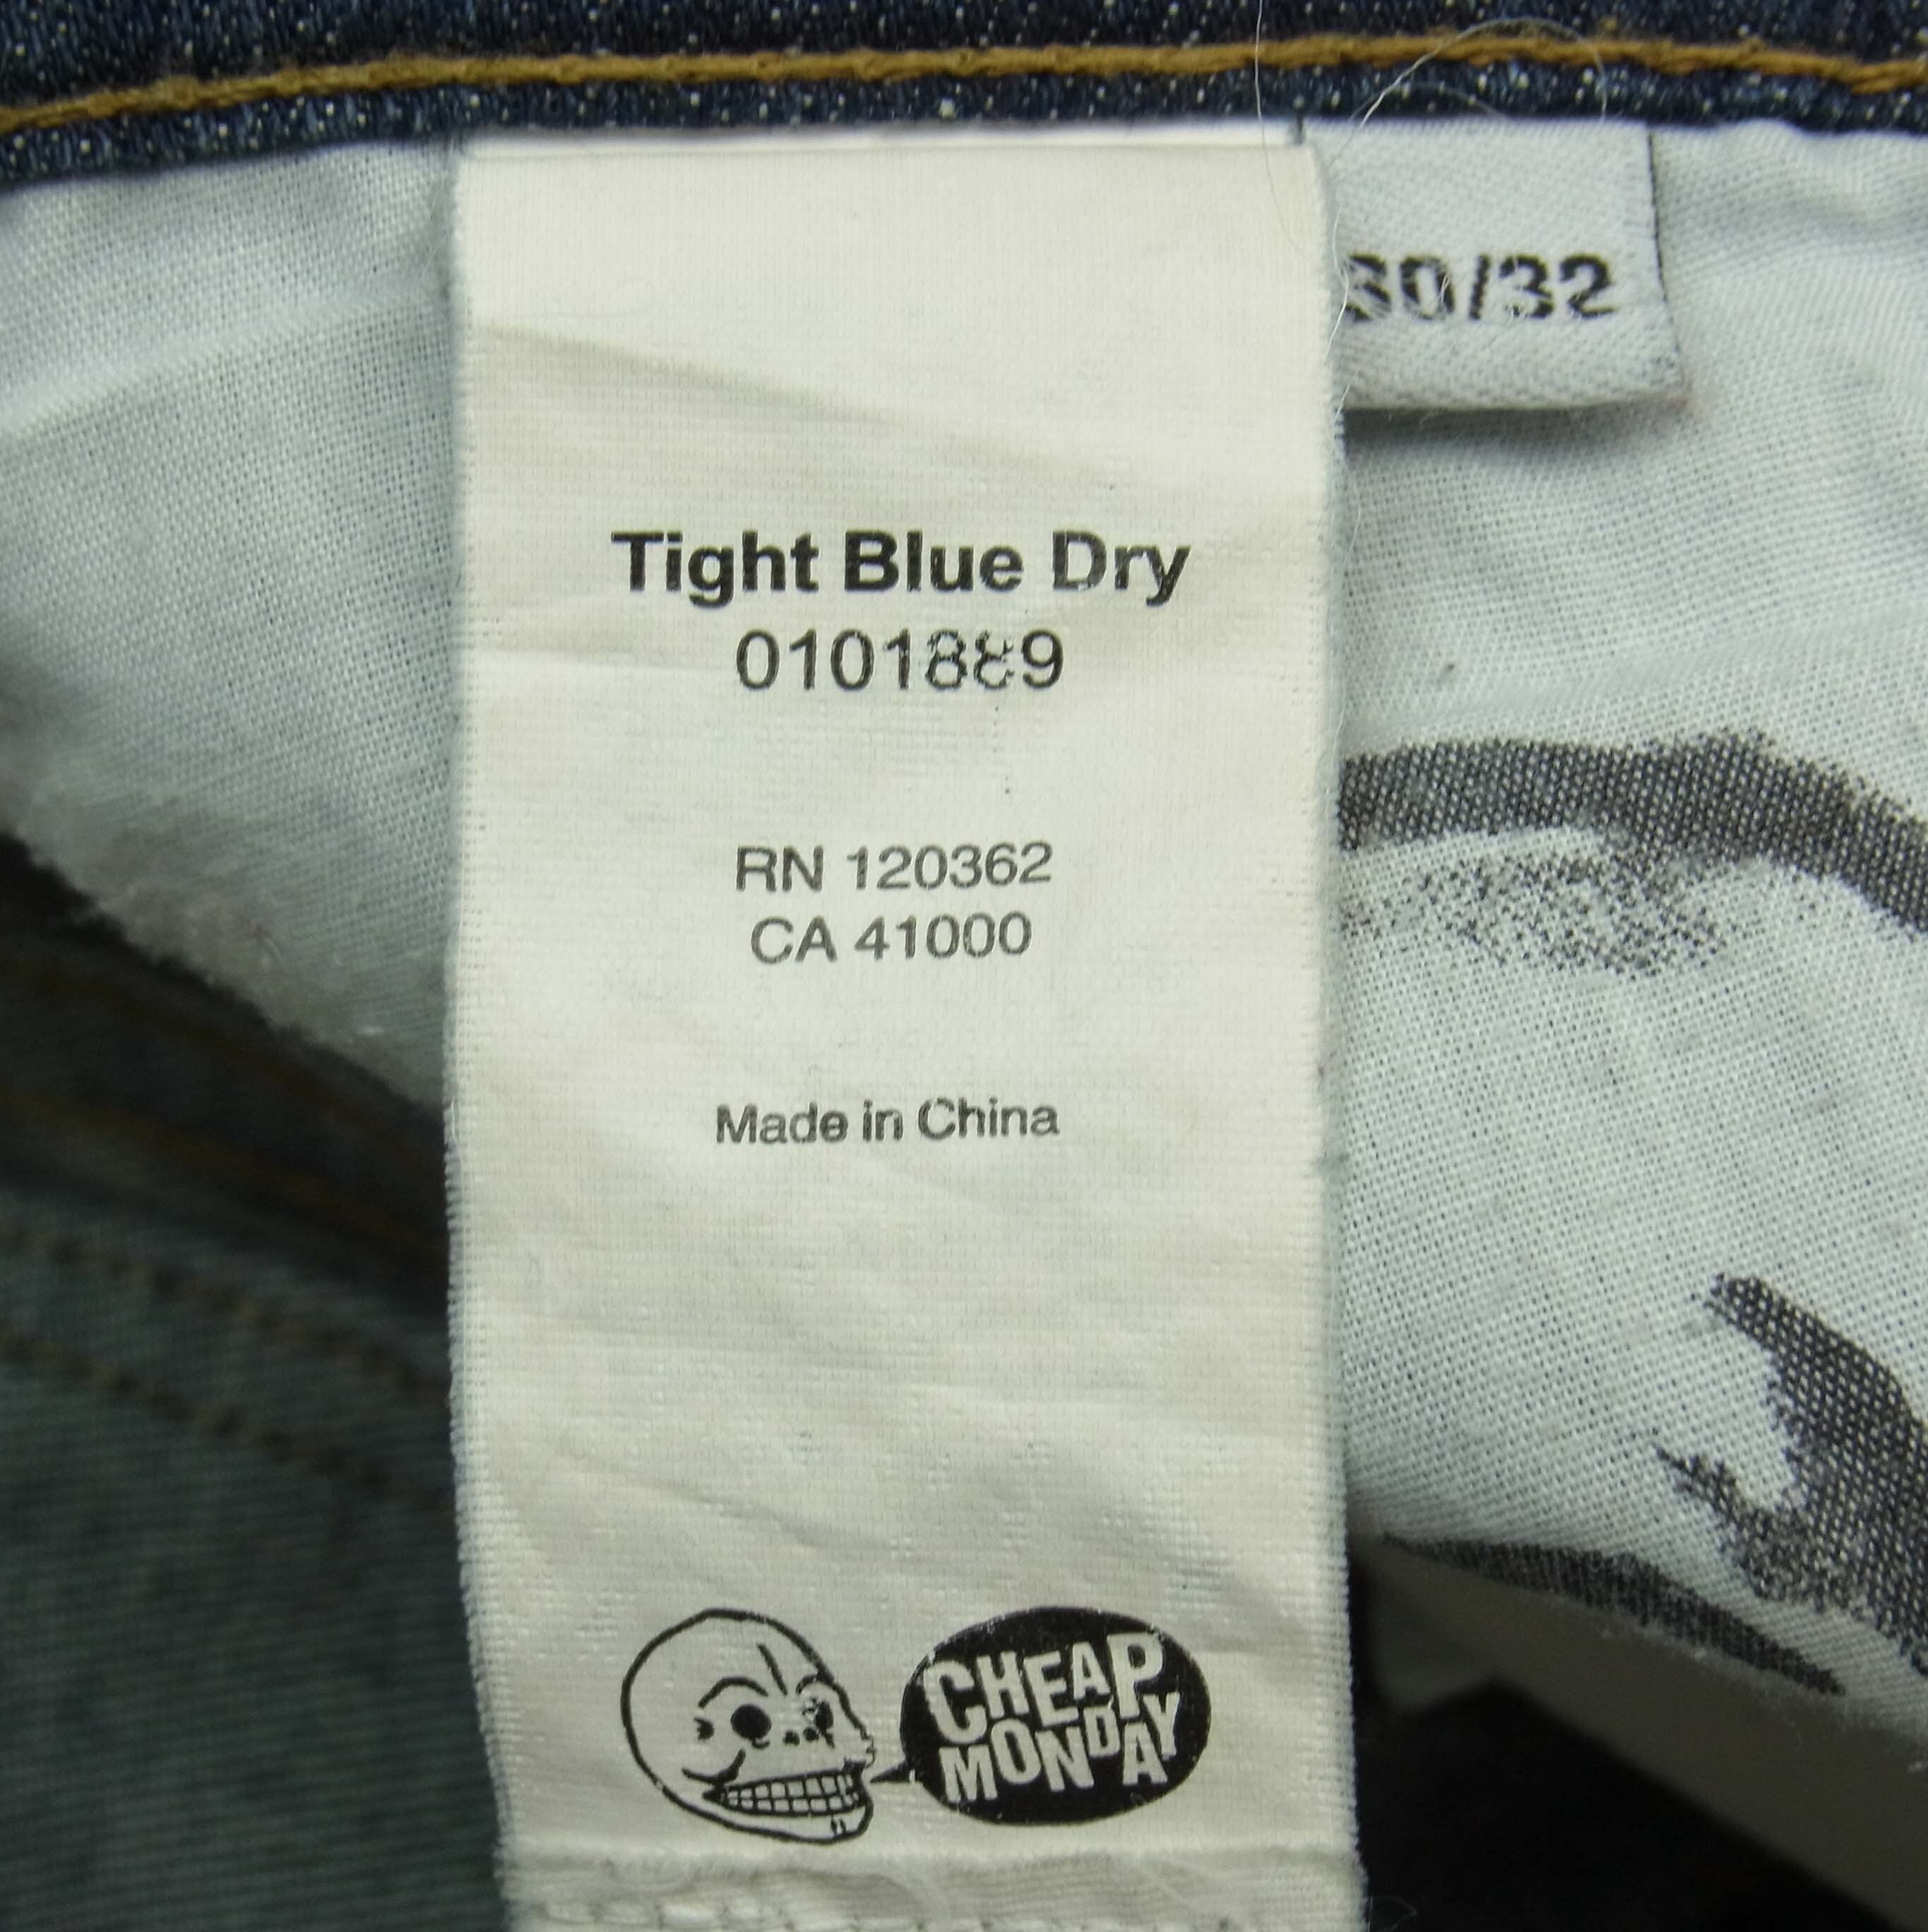 30/32
Tight Blue Dry
0101889
RN 120362
CA 41000
Made in China
CHEAP
MONDAY